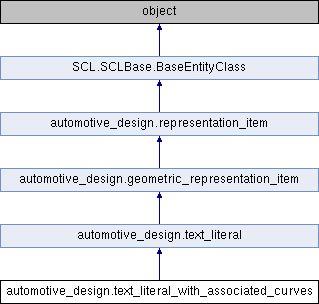 object
SCL.SCLBase.BaseEntityClass
automotive_design.representation_item
automotive_design.geometric_representation_item
automotive_design.text_literal
automotive_design.text_literal_with_associated_curves